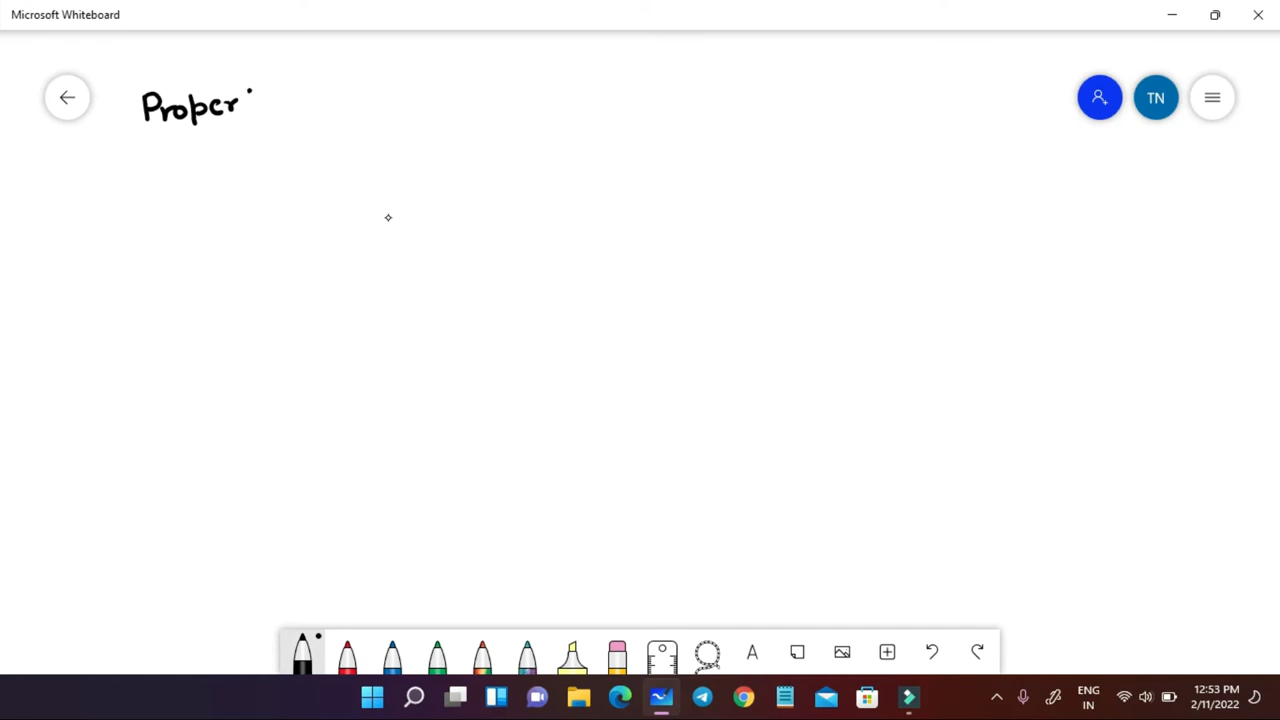 Microsoft Whiteboard
Proper
TN
A
ENG
IN
12:53 PM
2/11/2022